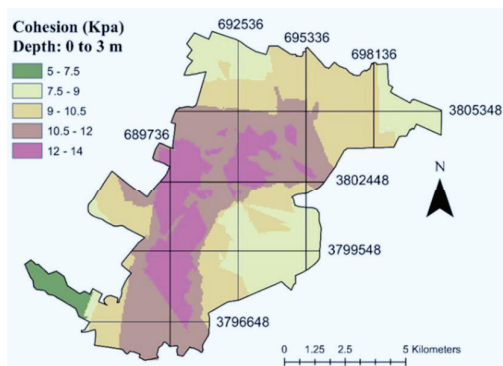 Cohesion (Kpa)
Depth: 0 to 3 m
5 - 7.5
7.5 - 9
9 - 10.5
10.5 - 12
12 - 14
692536
695336
698136
689736
3805348
3802448
3799548
3796648
N
0 1.25 2.5 5 Kilometers